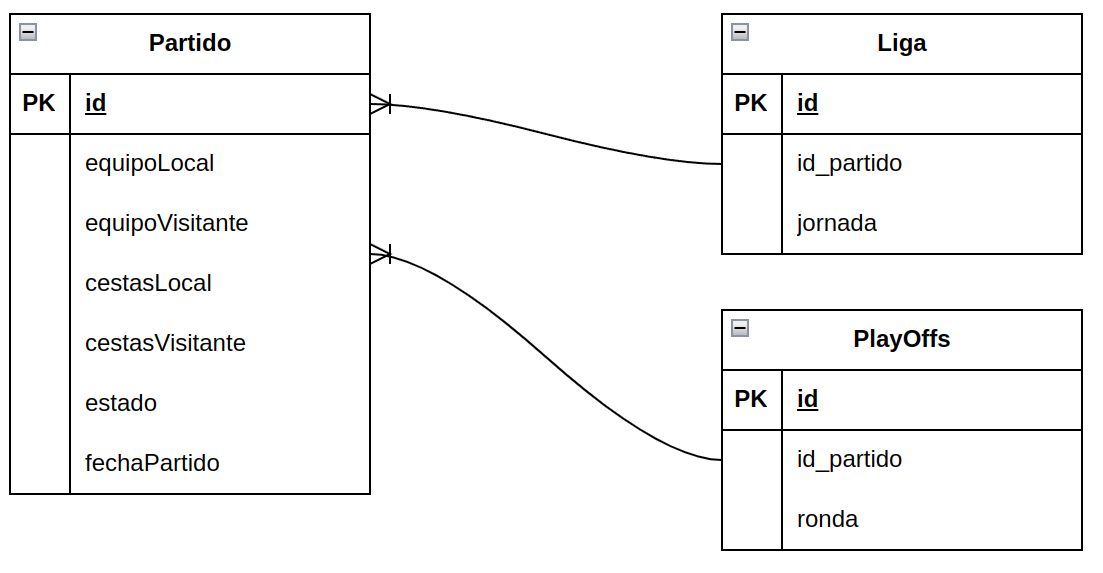 Partido
PK id
equipoLocal
equipoVisitante
cestasLocal
cestasVisitante
estado
fechaPartido
Liga
PK id
id_partido
jornada
PlayOffs
PK id
id_partido
ronda